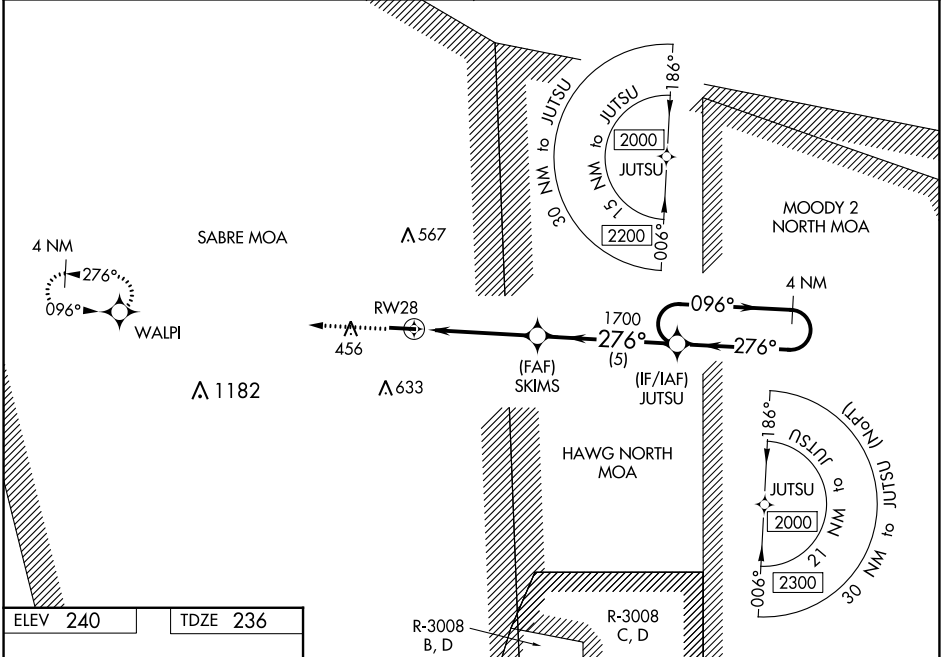 30 NM to JUTSU
15 NM to JUTSU
186°
2000
JUTSU
2200
006°
MOODY 2
NORTH MOA
SABRE MOA
567
4 NM
276°
096°
WALPI
RW28
456
1182
633
(FAF)
SKIMS
1700
276°
(5)
(IF/IAF)
JUTSU
096°
4 NM
276°
HAWG NORTH
MOA
186°
JUTSU
2000
2300
006°
21 NM to JUTSU
30 NM to JUTSU (NoPT)
R-3008
B, D
R-3008
C, D
ELEV 240
TDZE 236